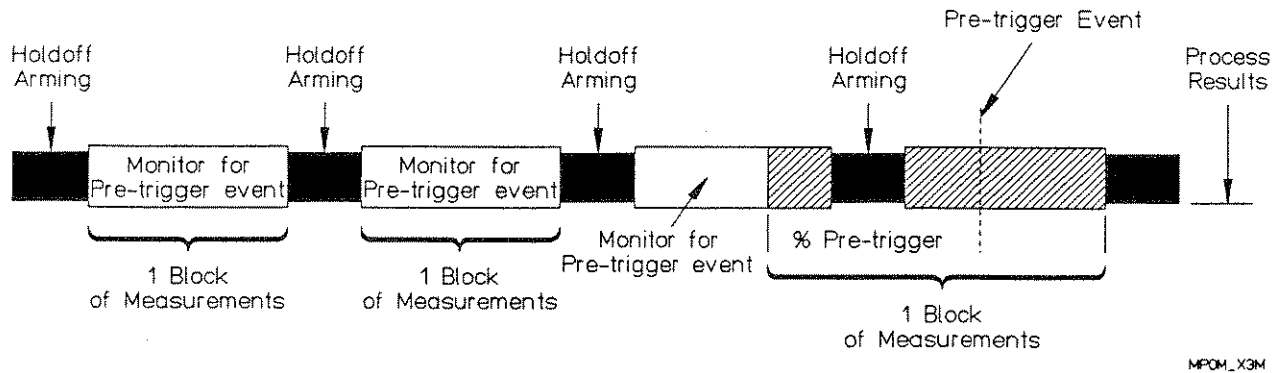 Pre-trigger Event
Holdoff
Arming
Holdoff
Arming
Holdoff
Arming
Holdoff
Arming
Process
Results
Monitor for
Pre-trigger event
Monitor for
Pre-trigger event
Monitor for
Pre-trigger event
% Pre-trigger
1 Block
of Measurements
1 Block
of Measurements
1 Block
of Measurements
MPOM_X3M